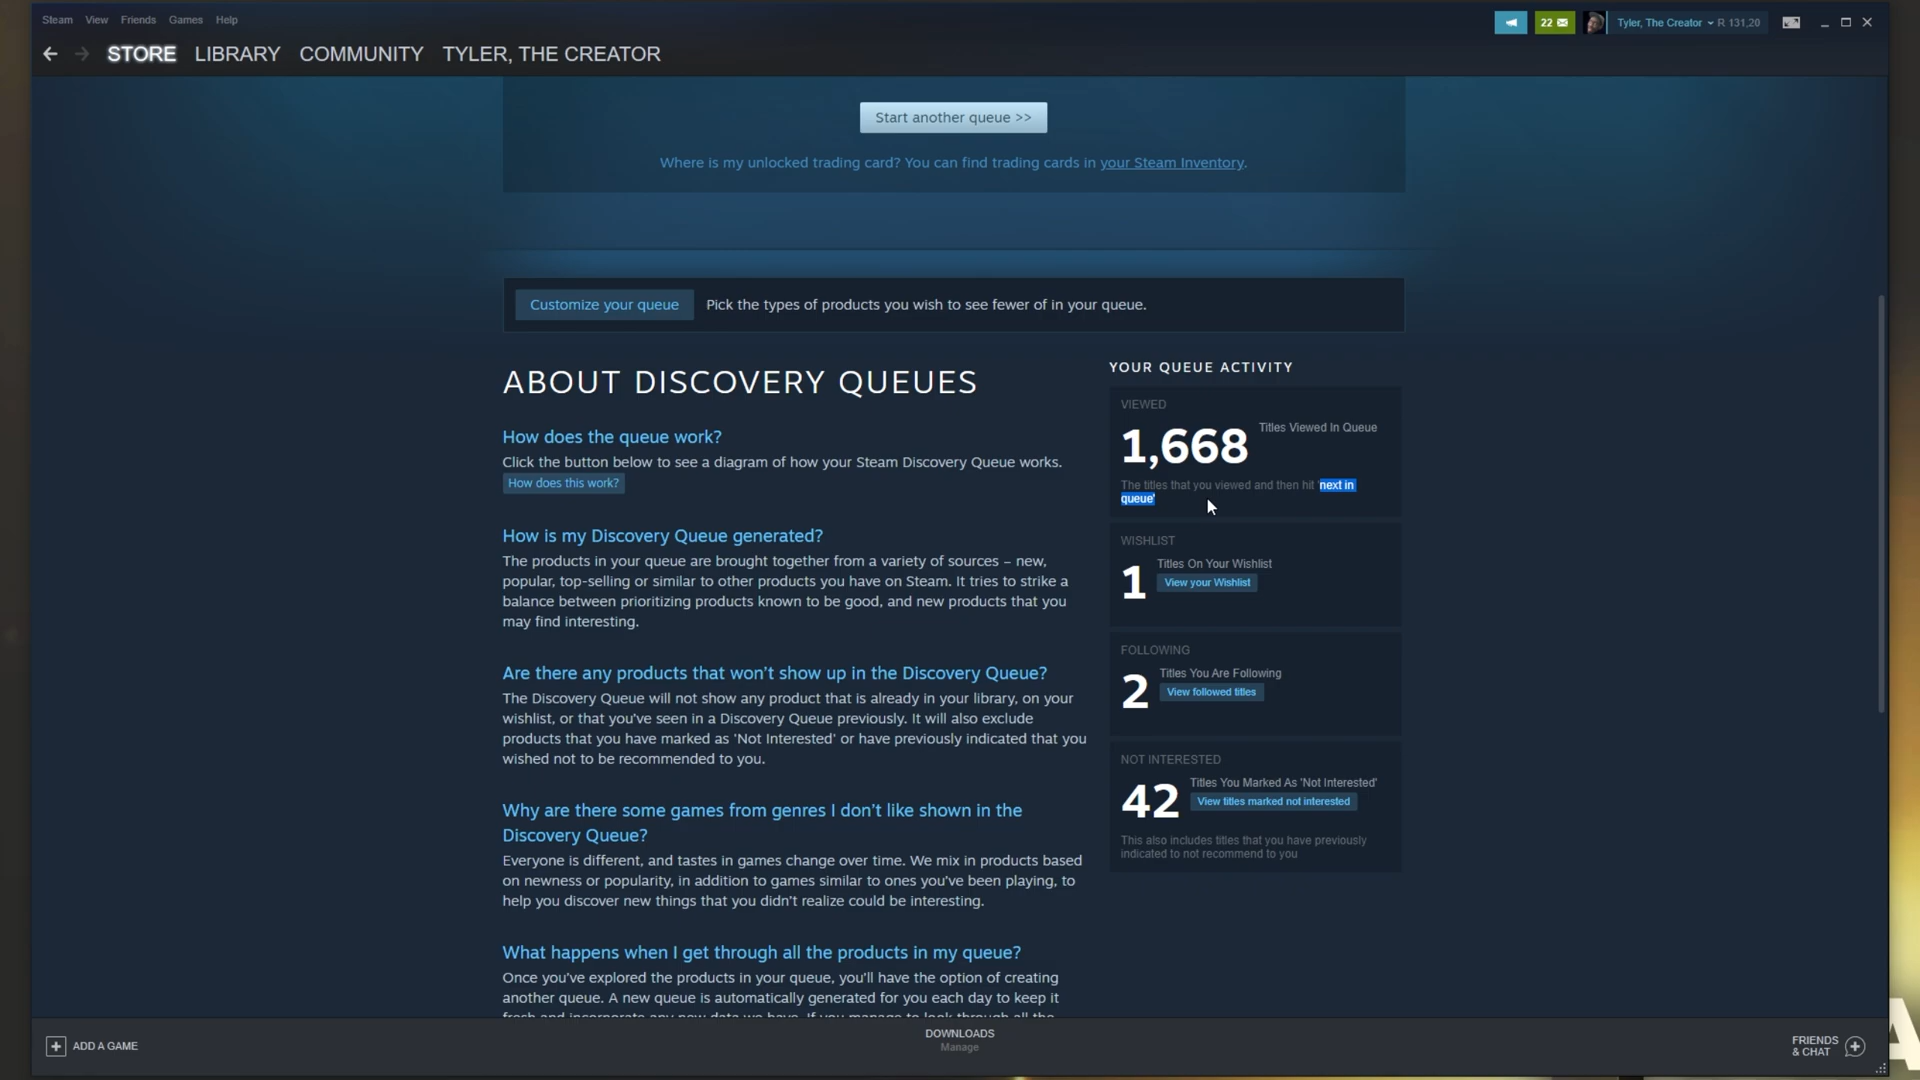 Steam View Friends Games Help
22
Tyler, The Creator R 131,20
STORE LIBRARY COMMUNITY TYLER, THE CREATOR
Start another queue >>
Where is my unlocked trading card? You can find trading cards in your Steam Inventory.
Customize your queue Pick the types of products you wish to see fewer of in your queue.
ABOUT DISCOVERY QUEUES
How does the queue work?
Click the button below to see a diagram of how your Steam Discovery Queue works.
How does this work?
How is my Discovery Queue generated?
The products in your queue are brought together from a variety of sources – new,
popular, top-selling or similar to other products you have on Steam. It tries to strike a
balance between prioritizing products known to be good, and new products that you
may find interesting.
Are there any products that won't show up in the Discovery Queue?
The Discovery Queue will not show any product that is already in your library, on your
wishlist, or that you've seen in a Discovery Queue previously. It will also exclude
products that you have marked as 'Not Interested' or have previously indicated that you
wished not to be recommended to you.
Why are there some games from genres I don't like shown in the
Discovery Queue?
Everyone is different, and tastes in games change over time. We mix in products based
on newness or popularity, in addition to games similar to ones you've been playing, to
help you discover new things that you didn't realize could be interesting.
What happens when I get through all the products in my queue?
Once you've explored the products in your queue, you'll have the option of creating
another queue. A new queue is automatically generated for you each day to keep it
YOUR QUEUE ACTIVITY
VIEWED
1,668 Titles Viewed In Queue
The titles that you viewed and then hit 'next in
queue'
WISHLIST
1 Titles On Your Wishlist
View your Wishlist
FOLLOWING
2 Titles You Are Following
View followed titles
NOT INTERESTED
42 Titles You Marked As 'Not Interested'
View titles marked not interested
This also includes titles that you have previously
indicated to not recommend to you
ADD A GAME
DOWNLOADS
Manage
FRIENDS
& CHAT